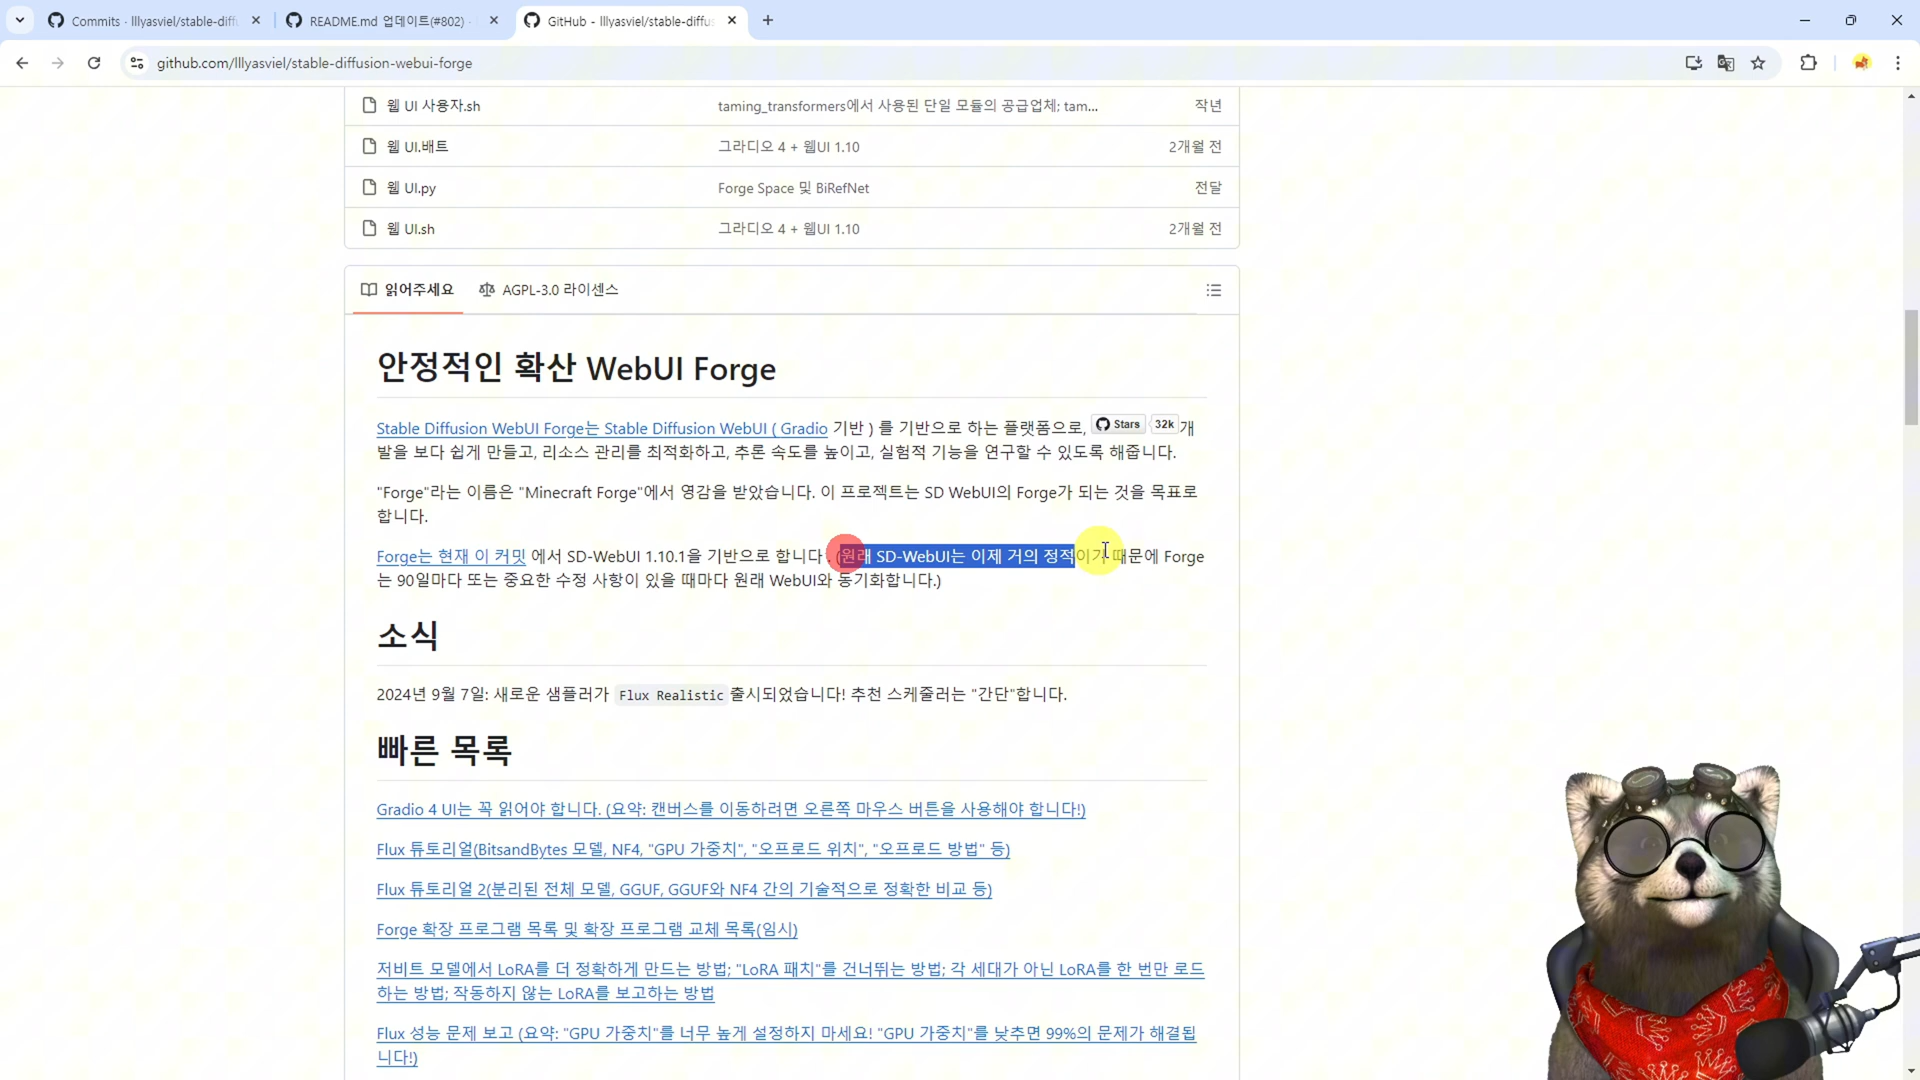 Commits · lllyasviel/stable-diff
README.md 업데이트(#802) ·
GitHub - lllyasviel/stable-diffus
github.com/lllyasviel/stable-diffusion-webui-forge
웹 UI 사용자.sh taming_transformers에서 사용된 단일 모듈의 공급업체; tam... 작년
웹 UI.배트 그라디오 4 + 웹UI 1.10 2개월 전
웹 UI.py Forge Space 및 BiRefNet 전달
웹 UI.sh 그라디오 4 + 웹UI 1.10 2개월 전
읽어주세요 AGPL-3.0 라이센스
안정적인 확산 WebUI Forge
Stable Diffusion WebUI Forge는 Stable Diffusion WebUI ( Gradio 기반 ) 를 기반으로 하는 플랫폼으로, Stars 32k 개
발을 보다 쉽게 만들고, 리소스 관리를 최적화하고, 추론 속도를 높이고, 실험적 기능을 연구할 수 있도록 해줍니다.
"Forge"라는 이름은 "Minecraft Forge"에서 영감을 받았습니다. 이 프로젝트는 SD WebUI의 Forge가 되는 것을 목표로
합니다.
Forge는 현재 이 커밋 에서 SD-WebUI 1.10.1을 기반으로 합니다 . (원래 SD-WebUI는 이제 거의 정적이기 때문에 Forge
는 90일마다 또는 중요한 수정 사항이 있을 때마다 원래 WebUI와 동기화합니다.)
소식
2024년 9월 7일: 새로운 샘플러가 Flux Realistic 출시되었습니다! 추천 스케줄러는 "간단"합니다.
빠른 목록
Gradio 4 UI는 꼭 읽어야 합니다. (요약: 캔버스를 이동하려면 오른쪽 마우스 버튼을 사용해야 합니다!)
Flux 튜토리얼(BitsandBytes 모델, NF4, "GPU 가중치", "오프로드 위치", "오프로드 방법" 등)
Flux 튜토리얼 2(분리된 전체 모델, GGUF, GGUF와 NF4 간의 기술적으로 정확한 비교 등)
Forge 확장 프로그램 목록 및 확장 프로그램 교체 목록(임시)
저비트 모델에서 LoRA를 더 정확하게 만드는 방법; "LoRA 패치"를 건너뛰는 방법; 각 세대가 아닌 LoRA를 한 번만 로드
하는 방법; 작동하지 않는 LoRA를 보고하는 방법
Flux 성능 문제 보고 (요약: "GPU 가중치"를 너무 높게 설정하지 마세요! "GPU 가중치"를 낮추면 99%의 문제가 해결됩
니다!)